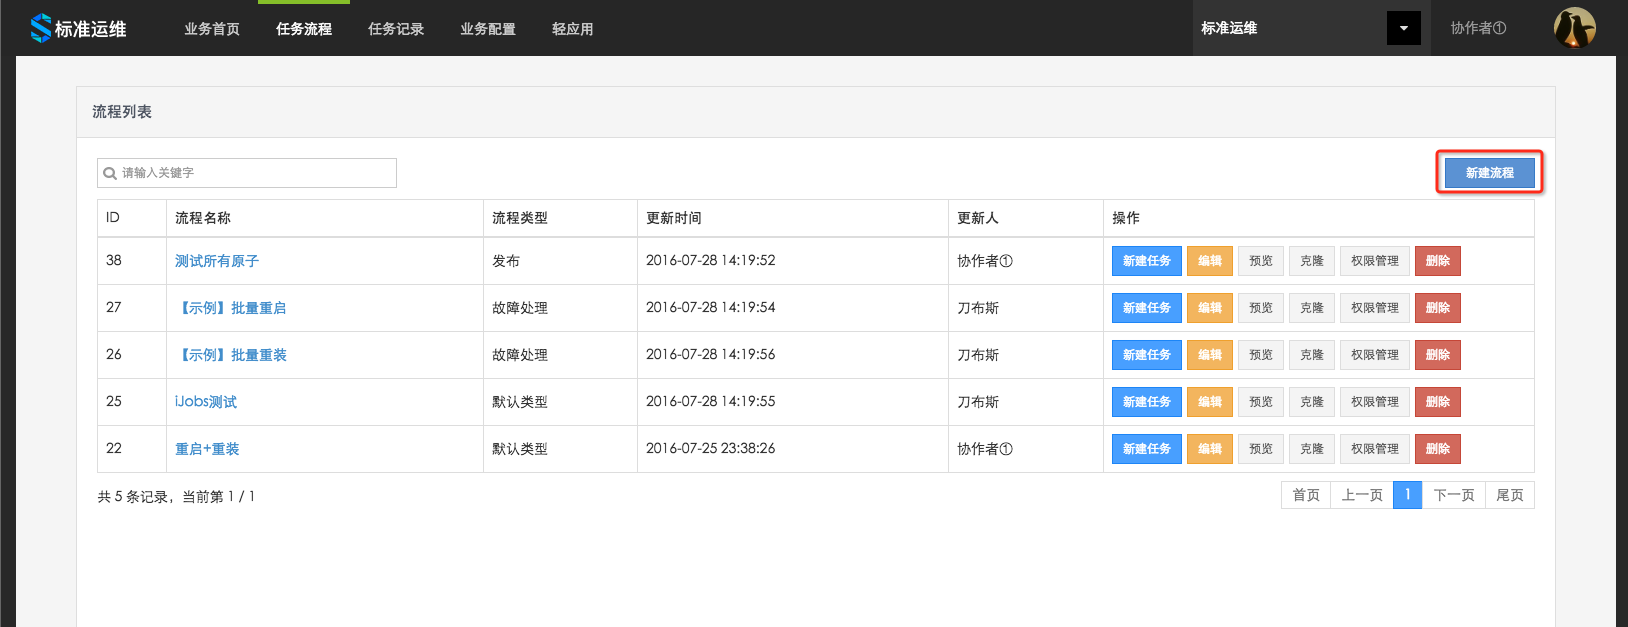 标准运维 业务首页 任务流程 任务记录 业务配置 轻应用 标准运维 协作者①
流程列表
请输入关键字 新建流程
ID 流程名称 流程类型 更新时间 更新人 操作
38 测试所有原子 发布 2016-07-28 14:19:52 协作者① 新建任务 编辑 预览 克隆 权限管理 删除
27 【示例】批量重启 故障处理 2016-07-28 14:19:54 刀布斯 新建任务 编辑 预览 克隆 权限管理 删除
26 【示例】批量重装 故障处理 2016-07-28 14:19:56 刀布斯 新建任务 编辑 预览 克隆 权限管理 删除
25 iJobs测试 默认类型 2016-07-28 14:19:55 刀布斯 新建任务 编辑 预览 克隆 权限管理 删除
22 重启+重装 默认类型 2016-07-25 23:38:26 协作者① 新建任务 编辑 预览 克隆 权限管理 删除
共 5 条记录，当前第 1 / 1 首页 上一页 1 下一页 尾页